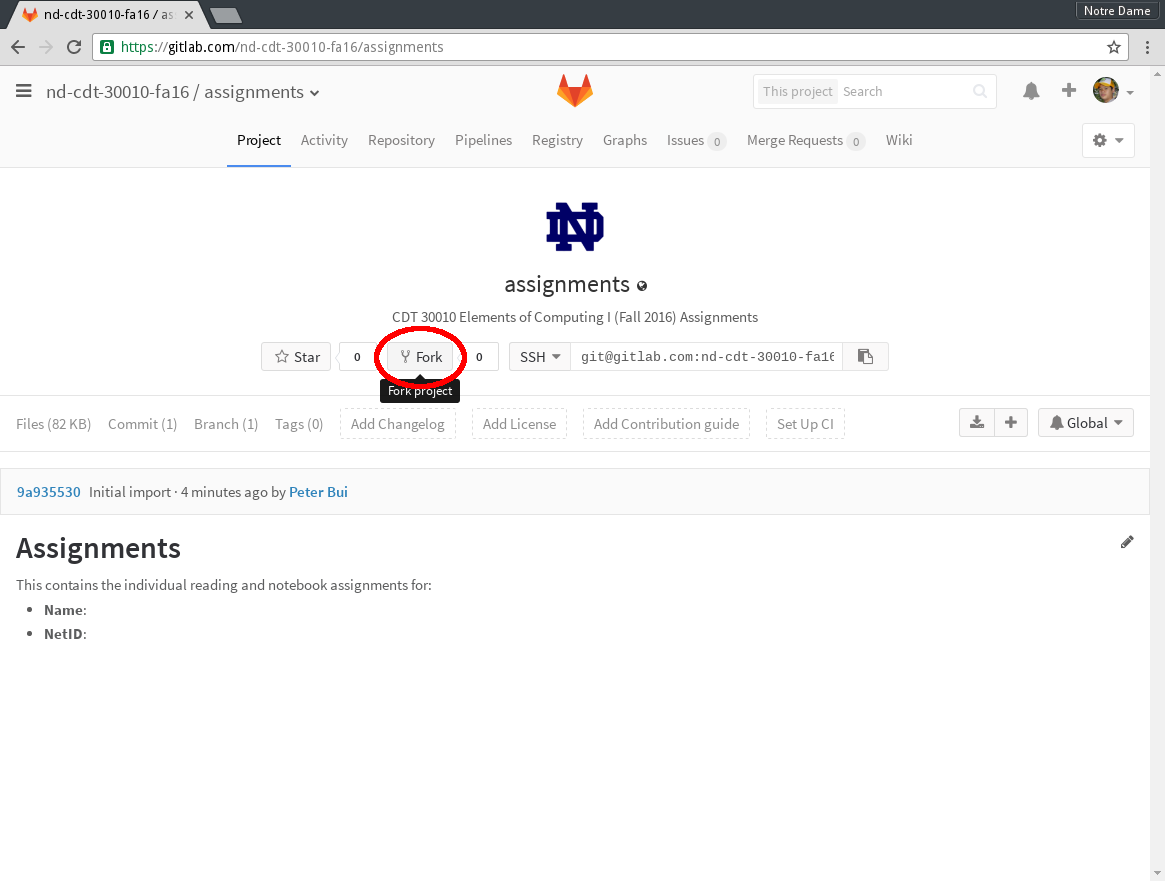 nd-cdt-30010-fa16 / as
Notre Dame
https://gitlab.com/nd-cdt-30010-fa16/assignments
nd-cdt-30010-fa16 / assignments
This project Search
Project Activity Repository Pipelines Registry Graphs Issues 0 Merge Requests 0 Wiki
ND
assignments
CDT 30010 Elements of Computing I (Fall 2016) Assignments
Star 0 Fork 0 SSH git@gitlab.com:nd-cdt-30010-fa16
Fork project
Files (82 KB) Commit (1) Branch (1) Tags (0) Add Changelog Add License Add Contribution guide Set Up CI Global
9a935530 Initial import · 4 minutes ago by Peter Bui
Assignments
This contains the individual reading and notebook assignments for:
• Name:
• NetID: